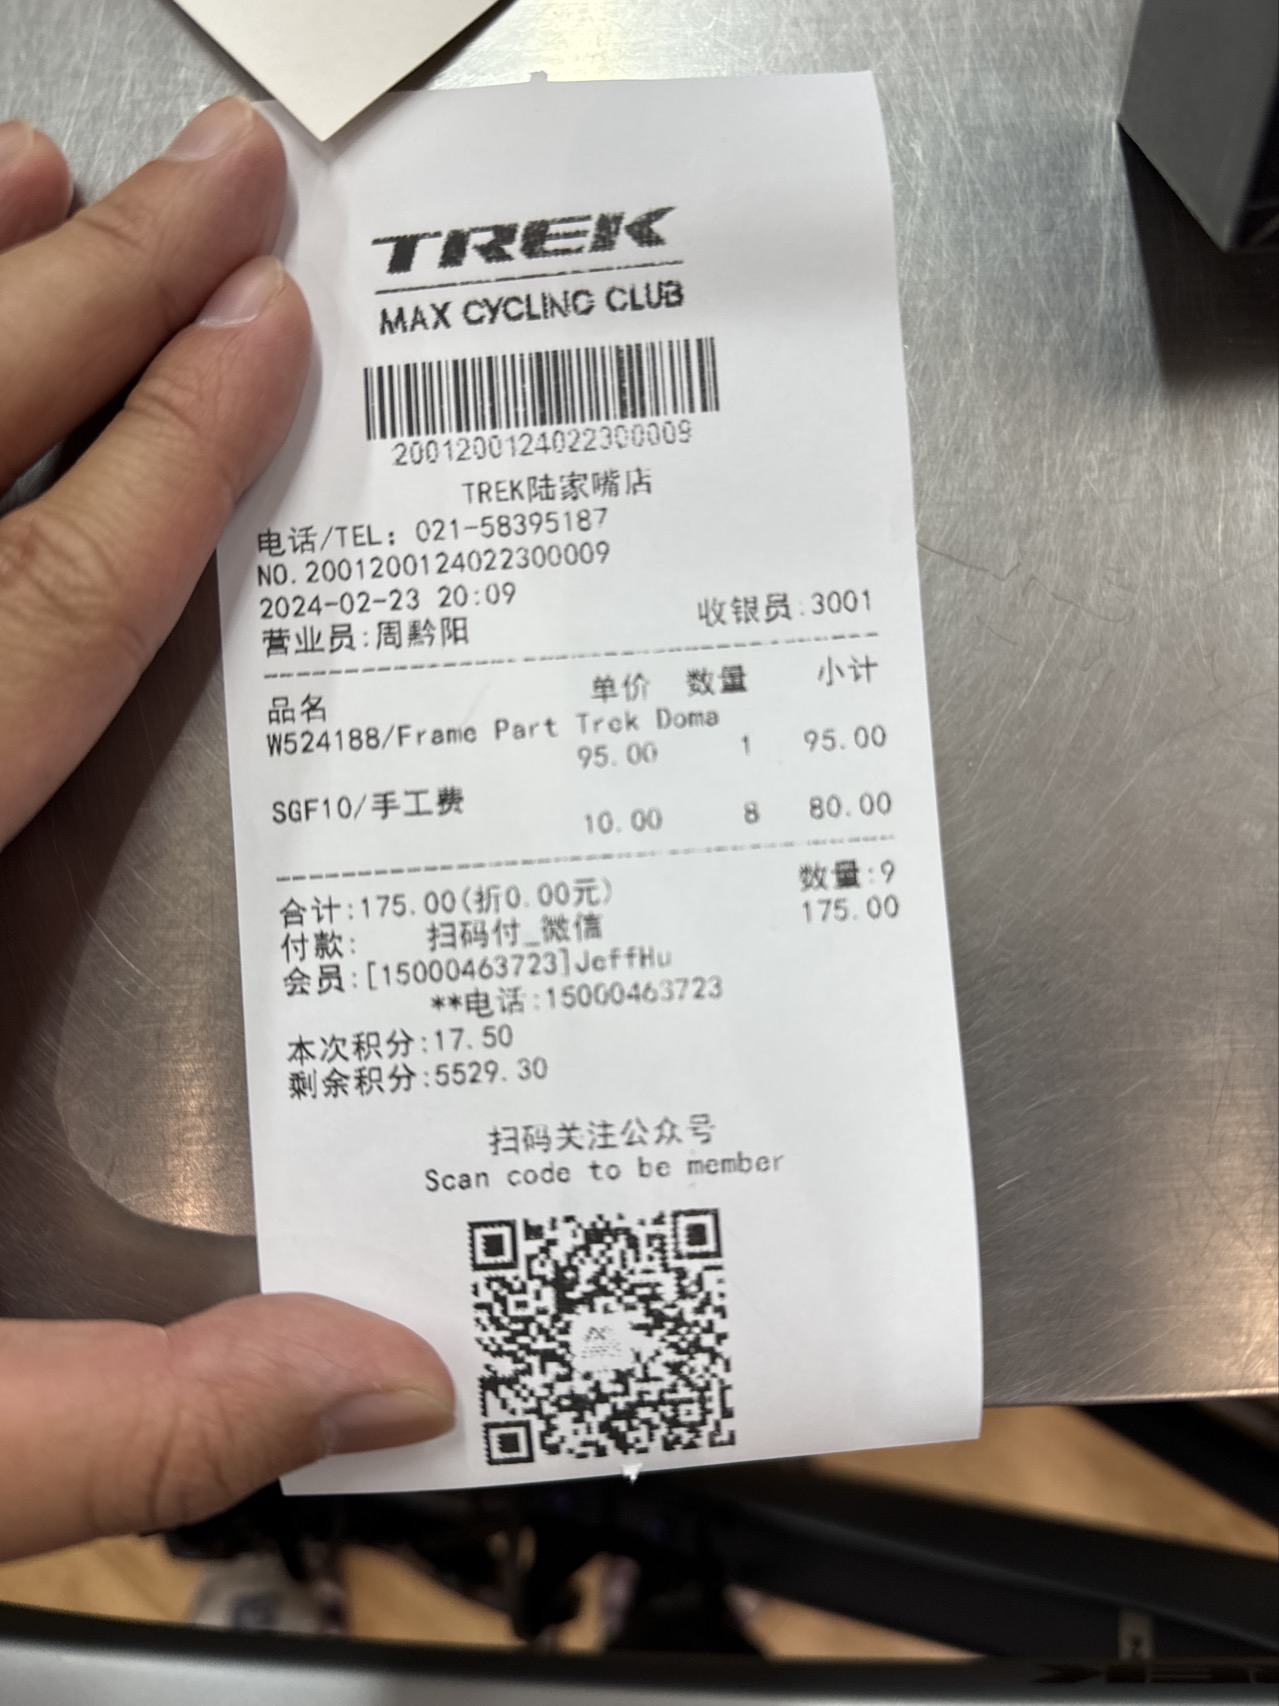 TREK
MAX CYCLING CLUB
2001200124022300009
TREK陆家嘴店
电话/TEL: 021-58395187
NO.2001200124022300009
2024-02-23 20:09
营业员:周黔阳 收银员:3001
品名 单价 数量 小计
W524188/Frame Part Trek Doma
95.00 1 95.00
SGF10/手工费
10.00 8 80.00
合计:175.00(折0.00元) 数量:9
付款: 扫码付_微信 175.00
会员:[15000463723]JeffHu
**电话:15000463723
本次积分:17.50
剩余积分:5529.30
扫码关注公众号
Scan code to be member